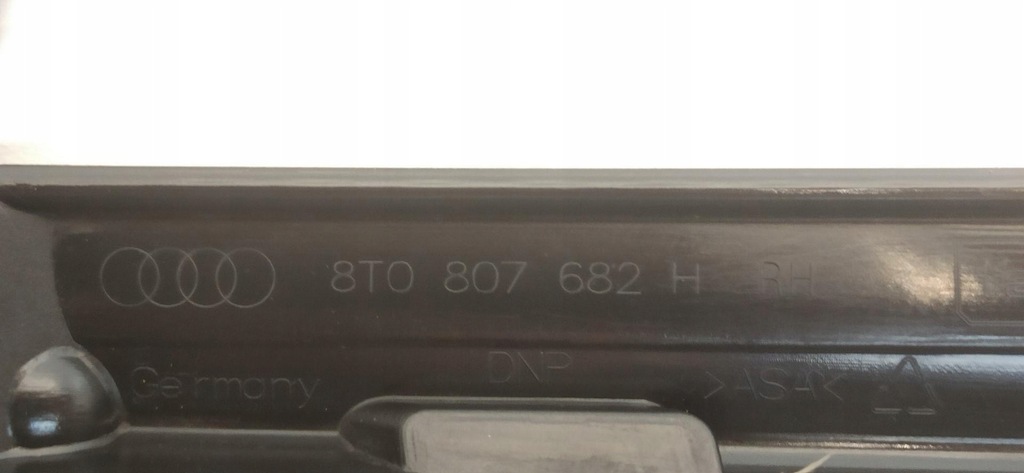 8T0 807 682 H RH
Germany DNP >ASA<